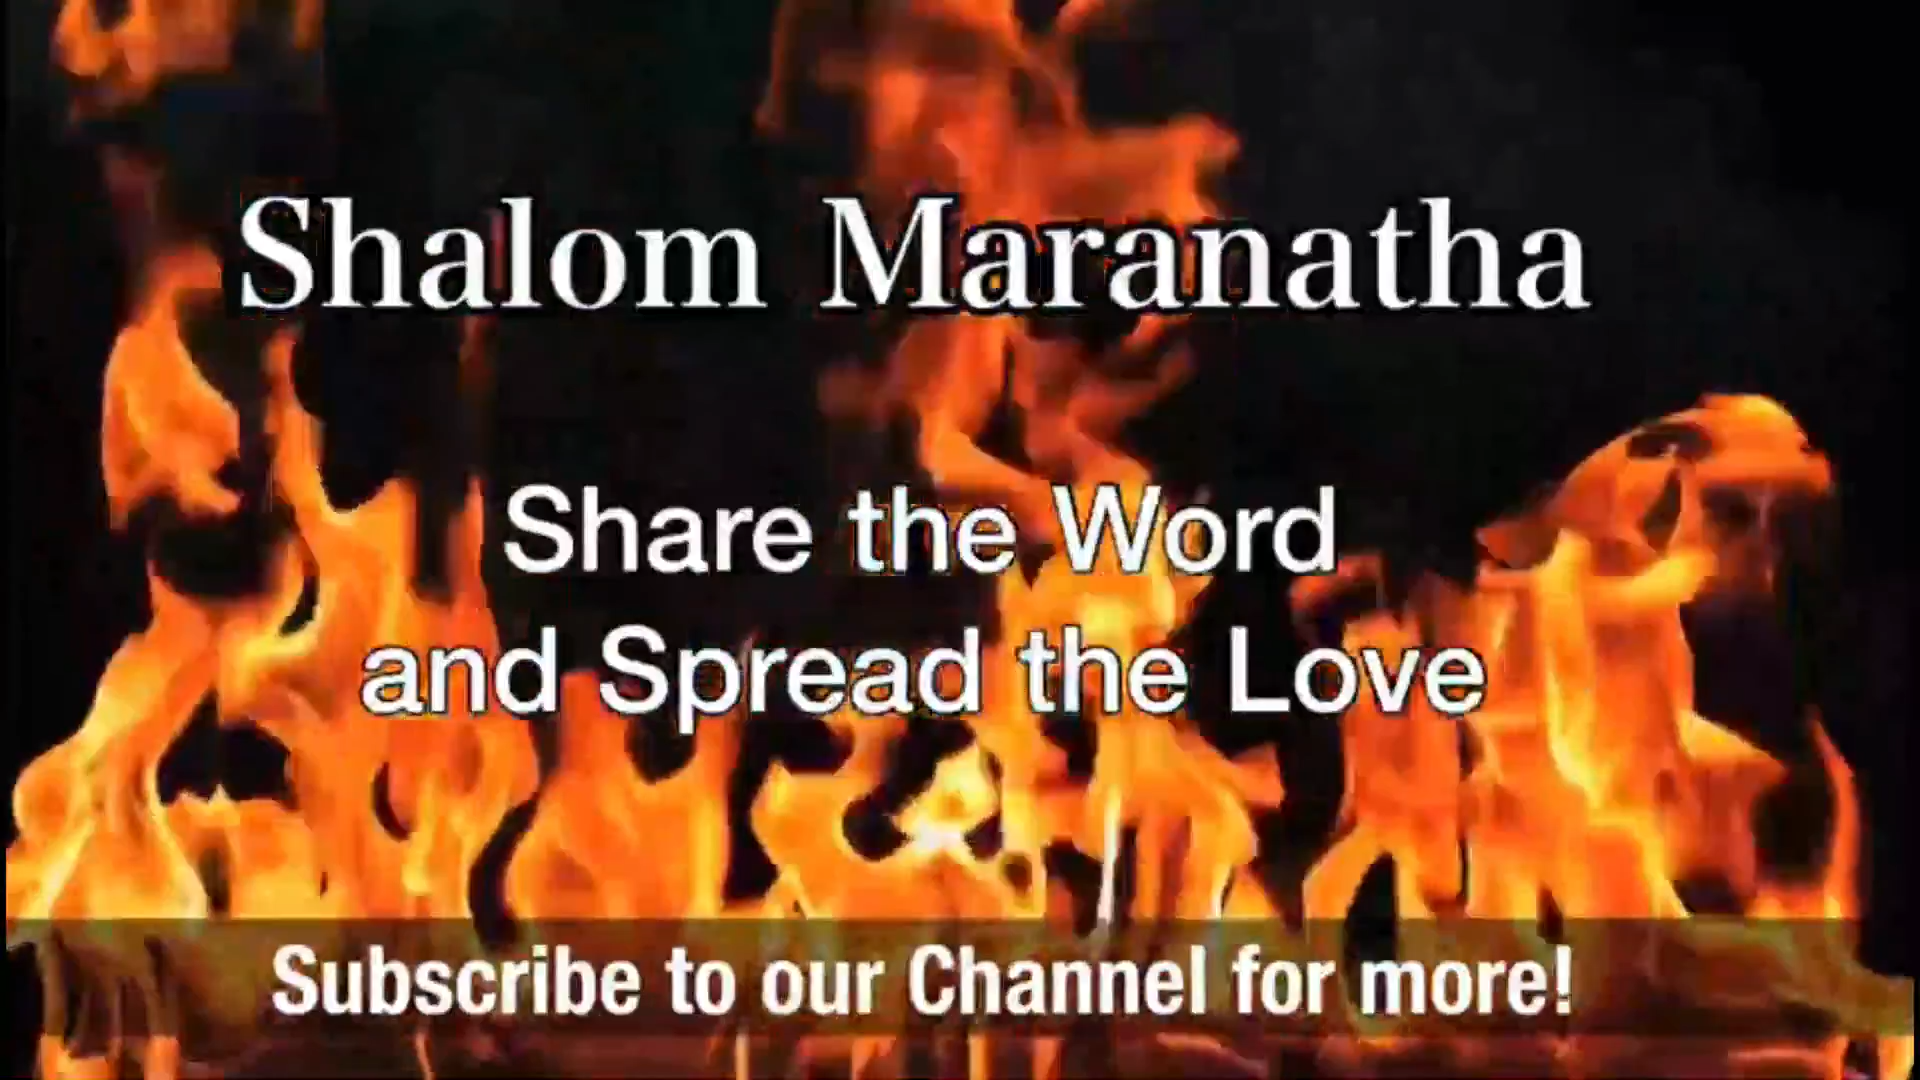 Shalom Maranatha
Share the Word
and Spread the Love
Subscribe to our Channel for more!